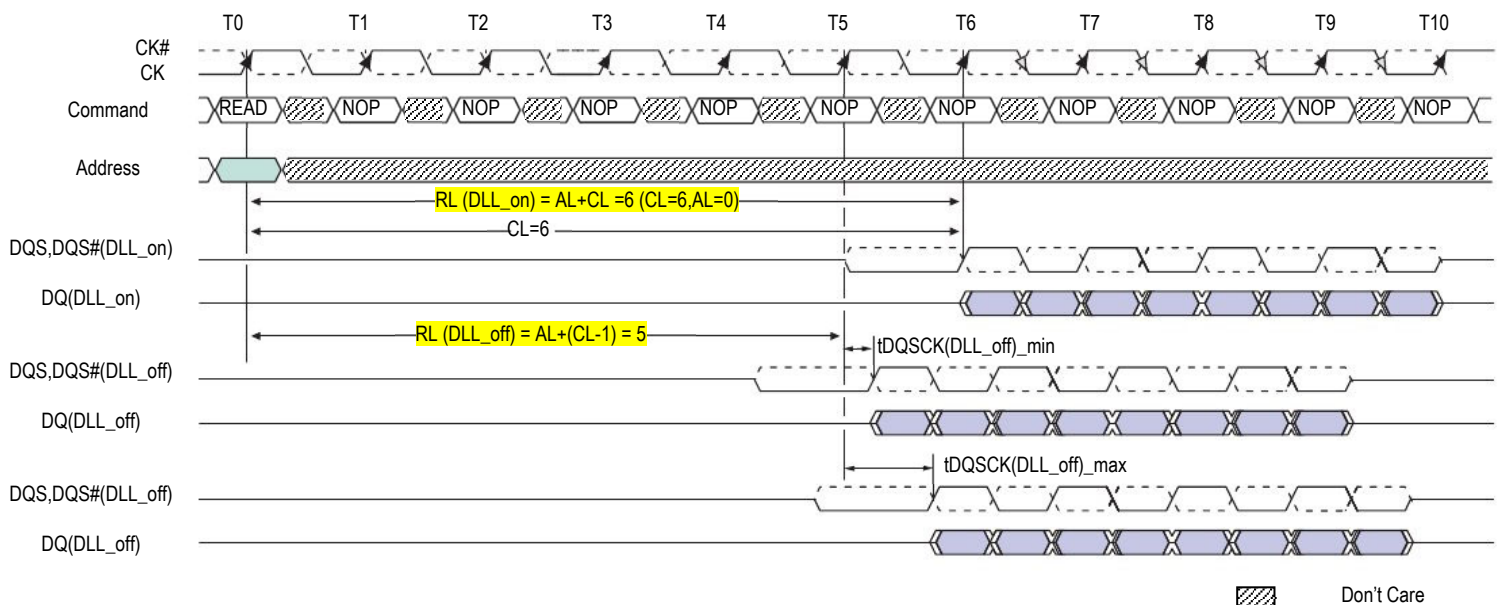 T0 T1 T2 T3 T4 T5 T6 T7 T8 T9 T10
CK#
CK
Command READ NOP NOP NOP NOP NOP NOP NOP NOP NOP NOP
Address
RL (DLL_on) = AL+CL =6 (CL=6,AL=0)
CL=6
DQS,DQS#(DLL_on)
DQ(DLL_on)
RL (DLL_off) = AL+(CL-1) = 5
tDQSCK(DLL_off)_min
DQS,DQS#(DLL_off)
DQ(DLL_off)
tDQSCK(DLL_off)_max
DQS,DQS#(DLL_off)
DQ(DLL_off)
Don't Care